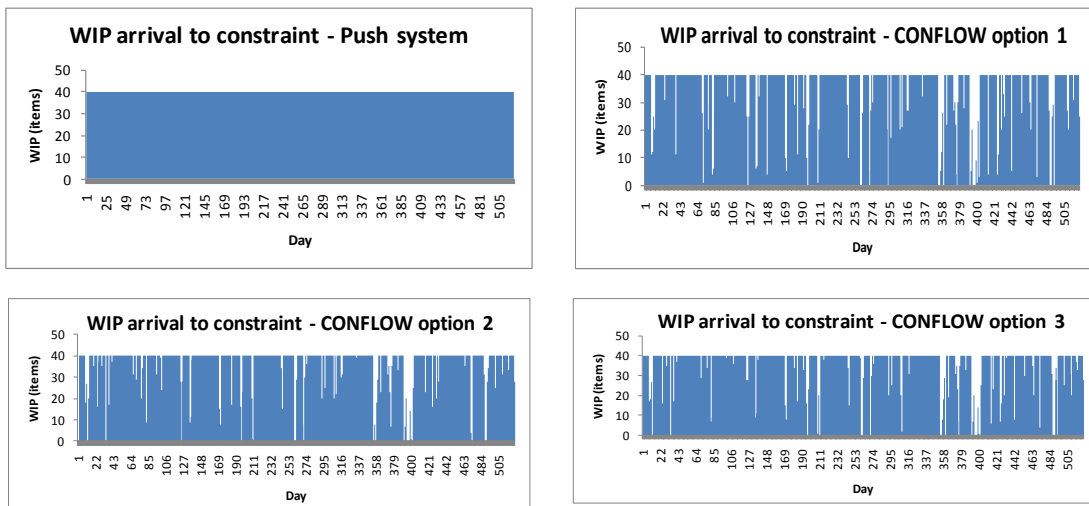 WIP arrival to constraint - Push system
WIP (items)
50
40
30
20
10
0
1 25 49 73 97 121 145 169 193 217 241 265 289 313 337 361 385 409 433 457 481 505
Day
WIP arrival to constraint - CONFLOW option 1
WIP (items)
50
40
30
20
10
0
1 22 43 64 85 106 127 148 169 190 211 232 253 274 295 316 337 358 379 400 421 442 463 484 505
Day
WIP arrival to constraint - CONFLOW option 2
WIP (items)
50
40
30
20
10
0
1 22 43 64 85 106 127 148 169 190 211 232 253 274 295 316 337 358 379 400 421 442 463 484 505
Day
WIP arrival to constraint - CONFLOW option 3
WIP (items)
50
40
30
20
10
0
1 22 43 64 85 106 127 148 169 190 211 232 253 274 295 316 337 358 379 400 421 442 463 484 505
Day